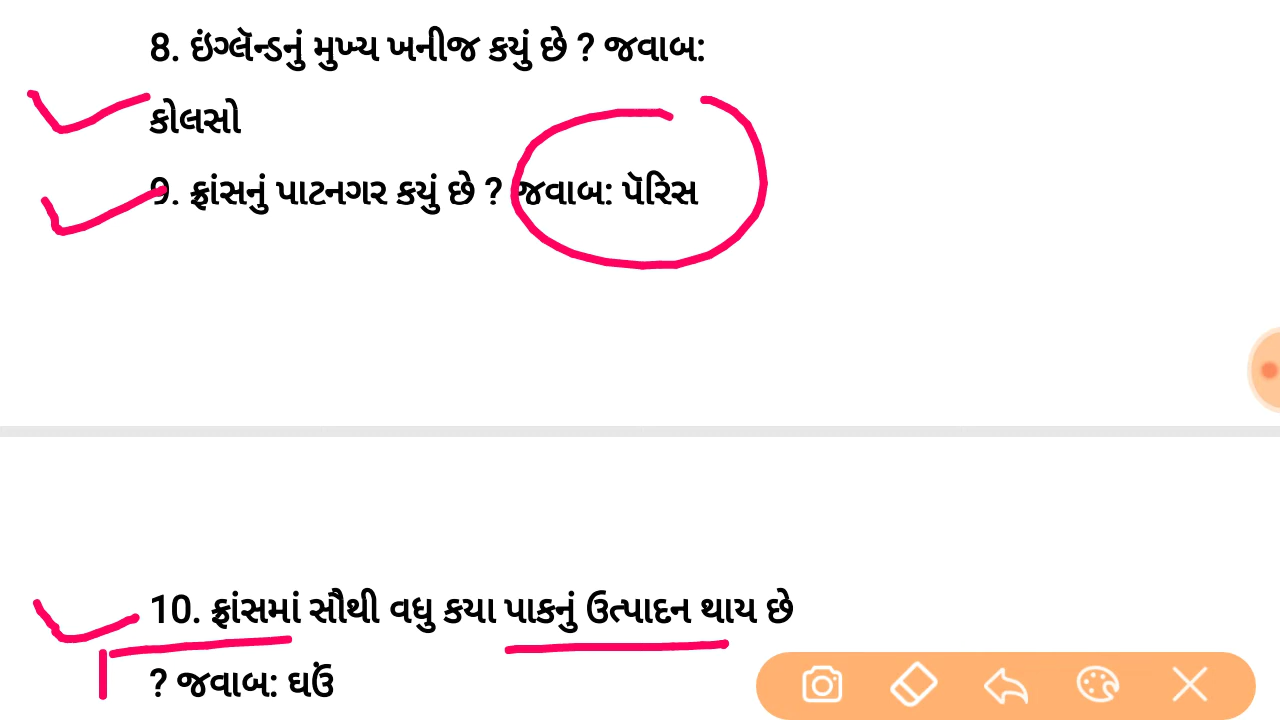 8. ઇંગ્લૅન્ડનું મુખ્ય ખનીજ કયું છે ? જવાબ:
કોલસો
9. ફ્રાંસનું પાટનગર કયું છે ? જવાબ: પૅરિસ
10. ફ્રાંસમાં સૌથી વધુ કયા પાકનું ઉત્પાદન થાય છે
? જવાબ: ઘઉં